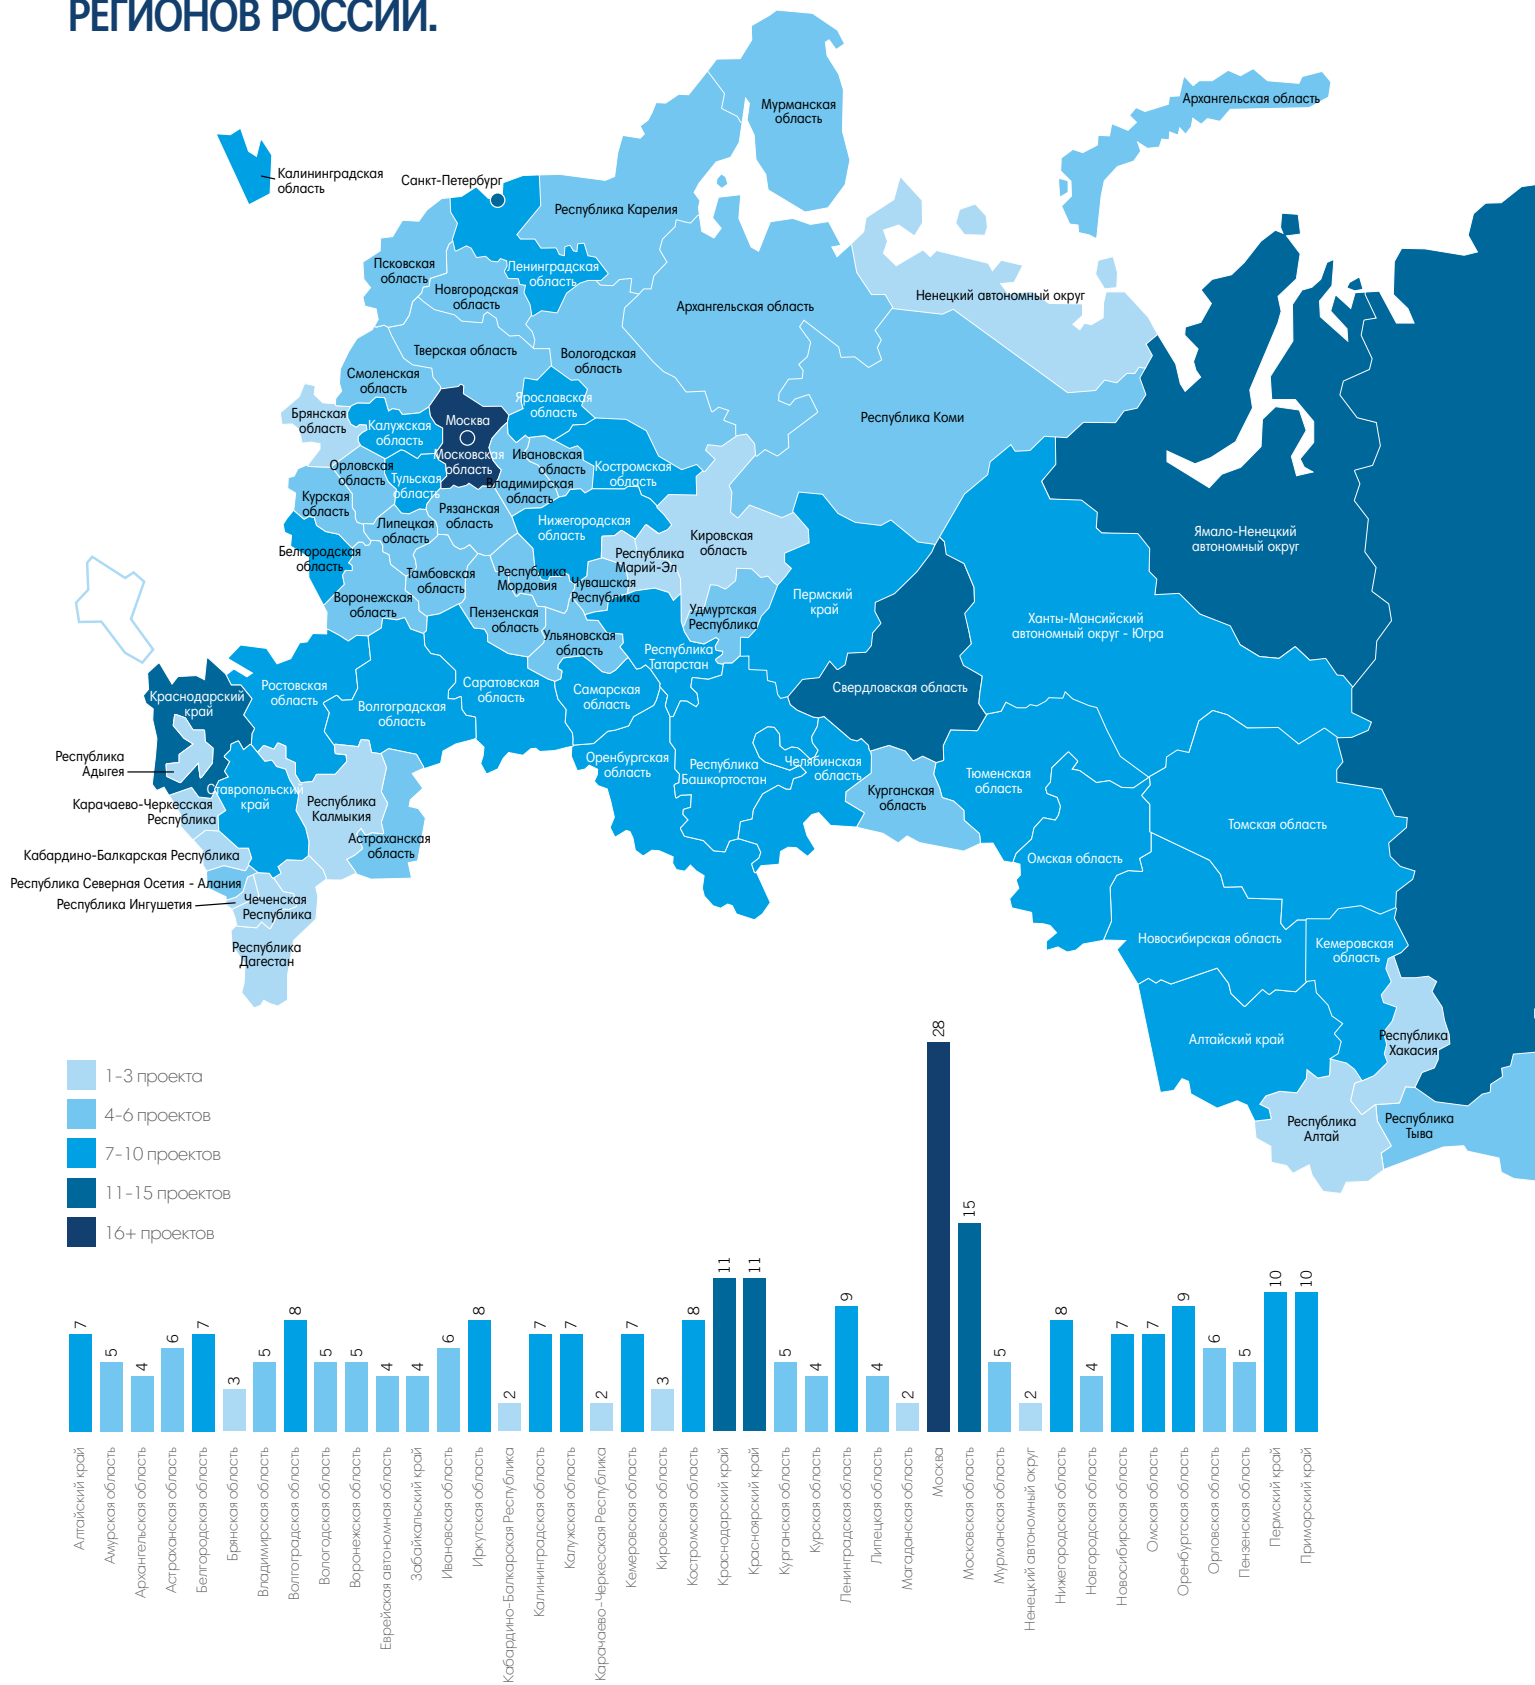 РЕГИОНОВ РОССИИ.
Мурманская
область
Архангельская область
Калининградская
область
Санкт-Петербург
Республика Карелия
Псковская
область
Ленинградская
область
Новгородская
область
Ненецкий автономный округ
Архангельская область
Тверская область
Вологодская
область
Смоленская
область
Ярославская
область
Брянская
область
Калужская
область
Москва
Республика Коми
Московская
область
Ивановская
область
Костромская
область
Орловская
область
Тульская
область
Владимирская
область
Курская
область
Рязанская
область
Липецкая
область
Нижегородская
область
Кировская
область
Ямало-Ненецкий
автономный округ
Белгородская
область
Республика
Марий-Эл
Тамбовская
область
Республика
Мордовия
Чувашская
Республика
Воронежская
область
Пензенская
область
Удмуртская
Республика
Пермский
край
Ханты-Мансийский
автономный округ - Югра
Ульяновская
область
Республика
Татарстан
Краснодарский
край
Ростовская
область
Саратовская
область
Самарская
область
Свердловская область
Волгоградская
область
Республика
Адыгея
Оренбургская
область
Республика
Башкортостан
Челябинская
область
Тюменская
область
Ставропольский
край
Карачаево-Черкесская
Республика
Республика
Калмыкия
Курганская
область
Томская область
Астраханская
область
Кабардино-Балкарская Республика
Омская область
Республика Северная Осетия - Алания
Республика Ингушетия
Чеченская
Республика
Республика
Дагестан
Новосибирская область
Кемеровская
область
Алтайский край
Республика
Хакасия
Республика
Алтай
Республика
Тыва
1-3 проекта
4-6 проектов
7-10 проектов
11-15 проектов
16+ проектов
7
5
4
6
7
3
5
8
5
5
4
4
6
8
2
7
7
2
7
3
8
11
11
5
4
9
4
2
28
15
5
2
8
4
7
7
9
6
5
10
10
Алтайский край
Амурская область
Архангельская область
Астраханская область
Белгородская область
Брянская область
Владимирская область
Волгоградская область
Вологодская область
Воронежская область
Еврейская автономная область
Забайкальский край
Ивановская область
Иркутская область
Кабардино-Балкарская Республика
Калининградская область
Калужская область
Карачаево-Черкесская Республика
Кемеровская область
Кировская область
Костромская область
Краснодарский край
Красноярский край
Курганская область
Курская область
Ленинградская область
Липецкая область
Магаданская область
Москва
Московская область
Мурманская область
Ненецкий автономный округ
Нижегородская область
Новгородская область
Новосибирская область
Омская область
Оренбургская область
Орловская область
Пензенская область
Пермский край
Приморский край